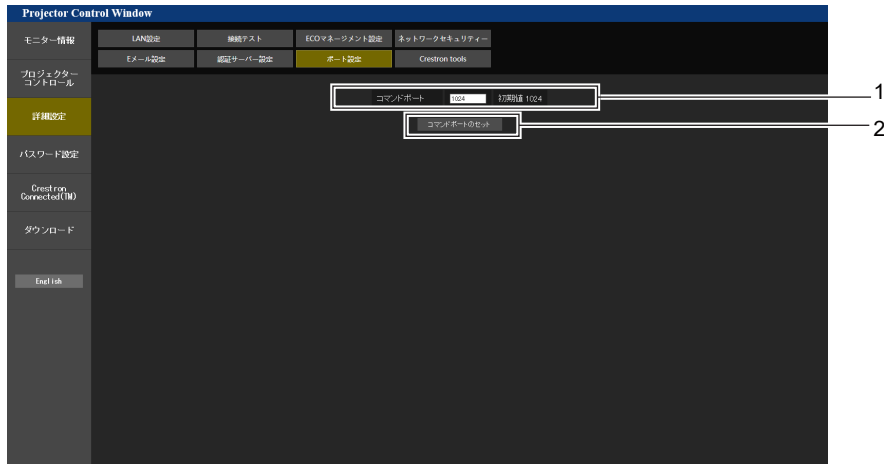 Projector Control Window
モニター情報
プロジェクター
コントロール
詳細設定
パスワード設定
Crestron
Connected(TM)
ダウンロード
English
LAN設定 接続テスト ECOマネージメント設定 ネットワークセキュリティー
Eメール設定 認証サーバー設定 ポート設定 Crestron tools
コマンドポート 1024 初期値 1024
1
コマンドポートのセット
2